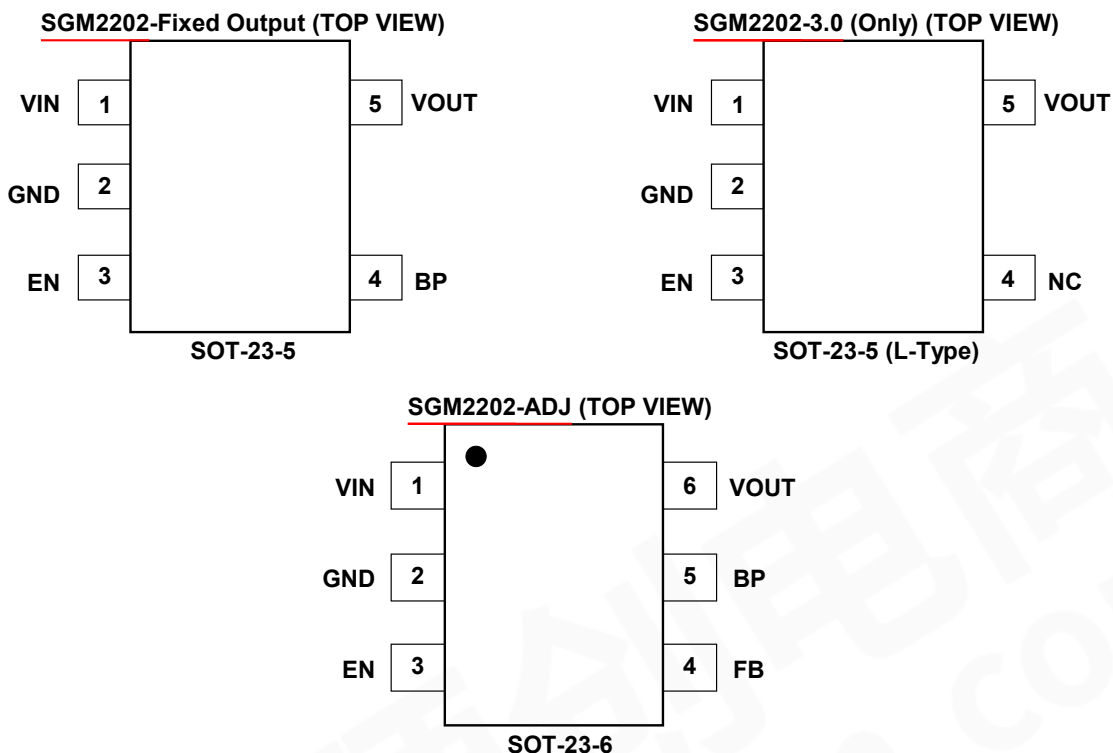 SGM2202-Fixed Output (TOP VIEW)
VIN 1
5 VOUT
GND 2
EN 3
4 BP
SOT-23-5
SGM2202-3.0 (Only) (TOP VIEW)
VIN 1
5 VOUT
GND 2
EN 3
4 NC
SOT-23-5 (L-Type)
SGM2202-ADJ (TOP VIEW)
VIN 1
6 VOUT
GND 2
5 BP
EN 3
4 FB
SOT-23-6